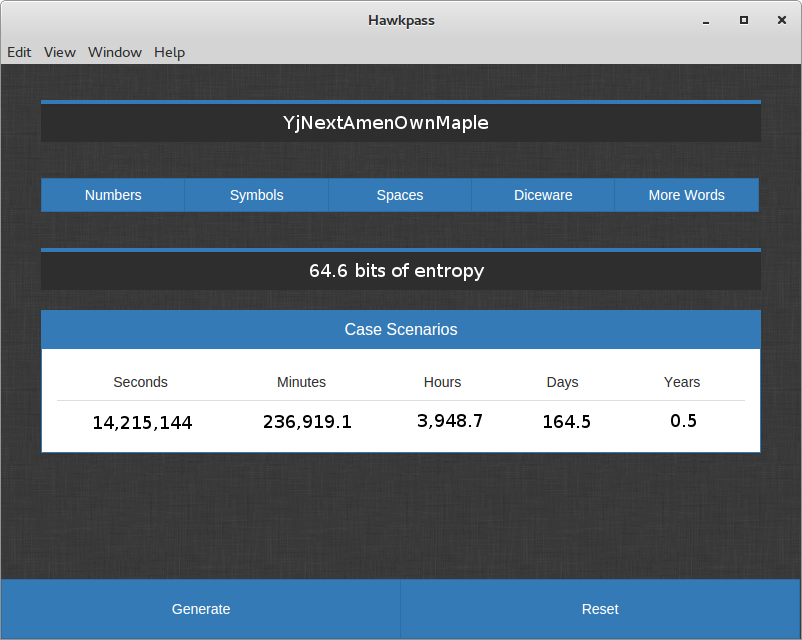 Hawkpass
Edit View Window Help
YjNextAmenOwnMaple
Numbers Symbols Spaces Diceware More Words
64.6 bits of entropy
Case Scenarios
Seconds Minutes Hours Days Years
14,215,144 236,919.1 3,948.7 164.5 0.5
Generate Reset